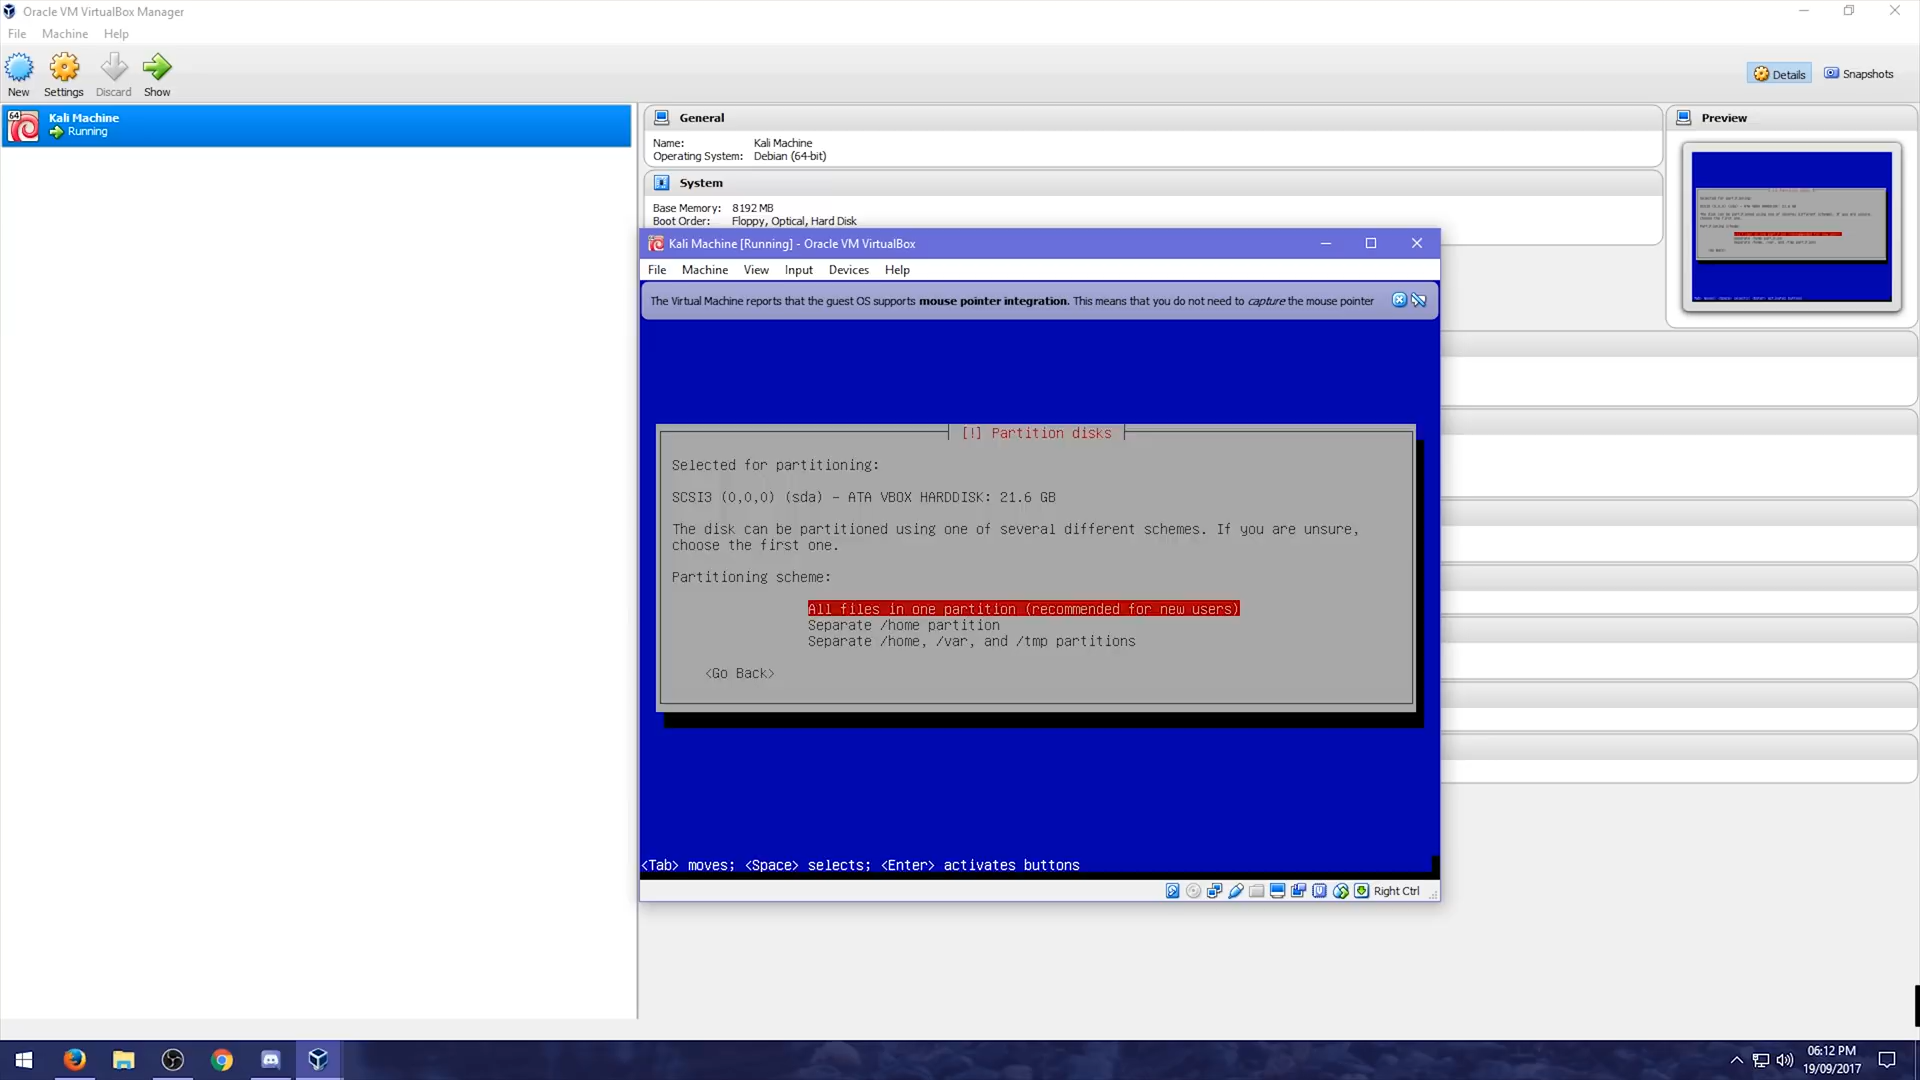 Oracle VM VirtualBox Manager
File Machine Help
New Settings Discard Show
Details Snapshots
64
Kali Machine
Running
General
Name: Kali Machine
Operating System: Debian (64-bit)
System
Base Memory: 8192 MB
Boot Order: Floppy, Optical, Hard Disk
Preview
Kali Machine [Running] - Oracle VM VirtualBox
File Machine View Input Devices Help
The Virtual Machine reports that the guest OS supports mouse pointer integration. This means that you do not need to capture the mouse pointer
[!] Partition disks
Selected for partitioning:
SCSI3 (0,0,0) (sda) - ATA VBOX HARDDISK: 21.6 GB
The disk can be partitioned using one of several different schemes. If you are unsure,
choose the first one.
Partitioning scheme:
All files in one partition (recommended for new users)
Separate /home partition
Separate /home, /var, and /tmp partitions
<Go Back>
<Tab> moves; <Space> selects; <Enter> activates buttons
Right Ctrl
06:12 PM
19/09/2017